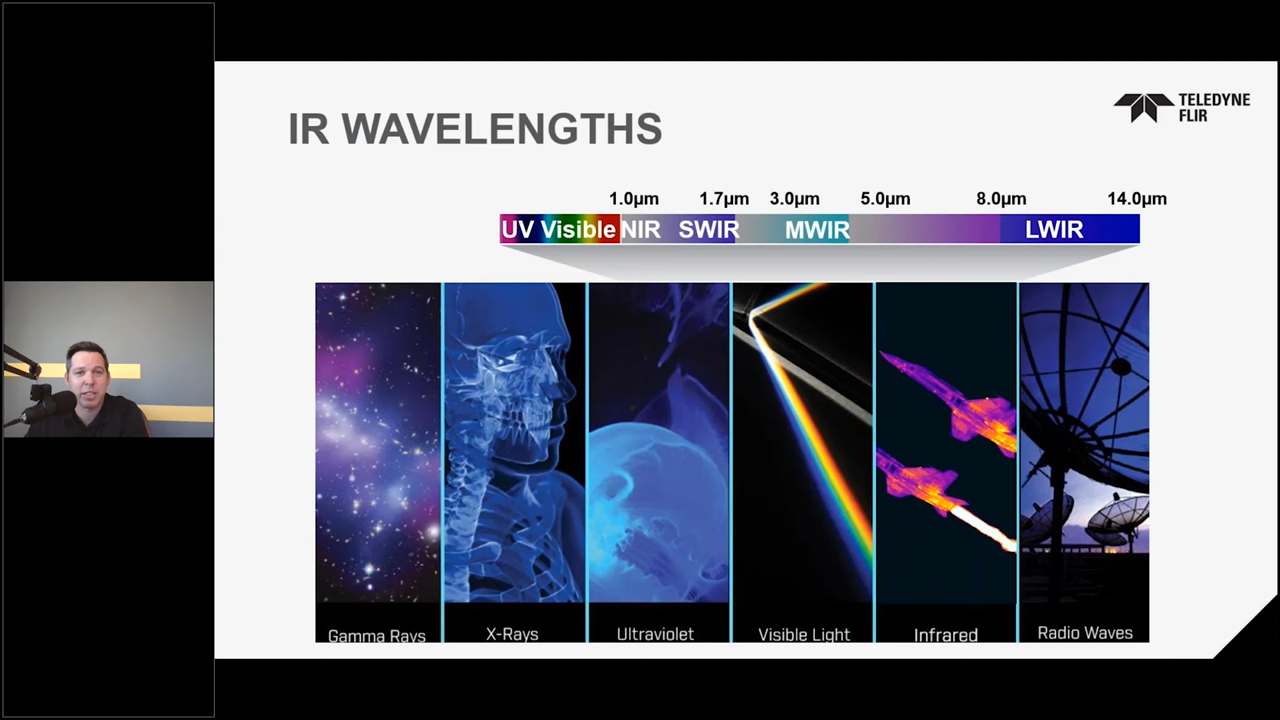 IR WAVELENGTHS
TELEDYNE
FLIR
1.0µm 1.7µm 3.0µm 5.0µm 8.0µm 14.0µm
UV Visible NIR SWIR MWIR LWIR
Gamma Rays X-Rays Ultraviolet Visible Light Infrared Radio Waves